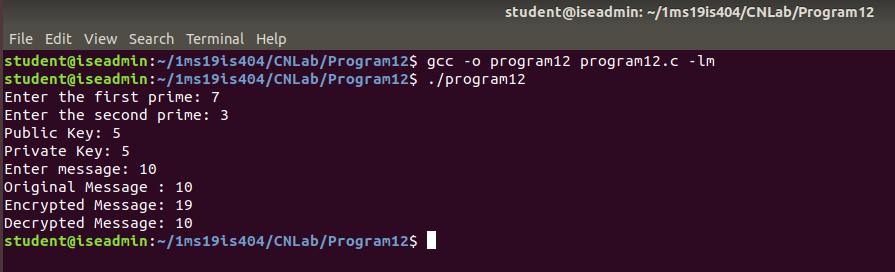 student@iseadmin: ~/1ms19is404/CNLab/Program12
File Edit View Search Terminal Help
student@iseadmin:~/1ms19is404/CNLab/Program12$ gcc -o program12 program12.c -lm
student@iseadmin:~/1ms19is404/CNLab/Program12$ ./program12
Enter the first prime: 7
Enter the second prime: 3
Public Key: 5
Private Key: 5
Enter message: 10
Original Message : 10
Encrypted Message: 19
Decrypted Message: 10
student@iseadmin:~/1ms19is404/CNLab/Program12$